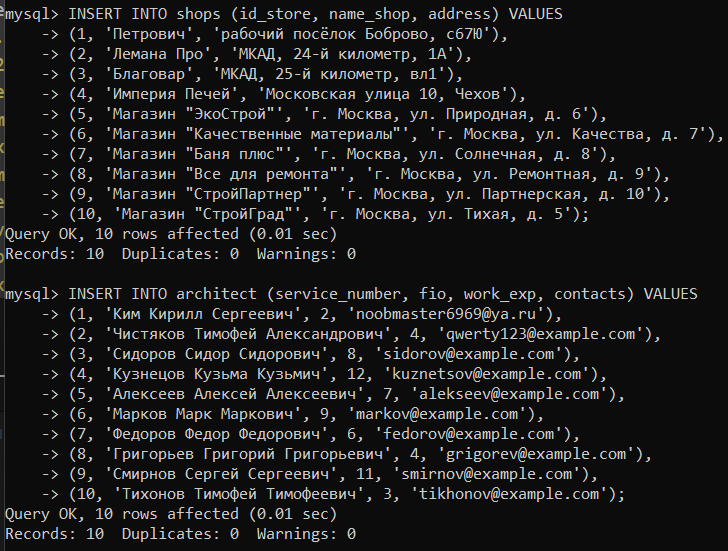 mysql> INSERT INTO shops (id_store, name_shop, address) VALUES
-> (1, 'Петрович', 'рабочий посёлок Боброво, с67Ю'),
-> (2, 'Лемана Про', 'МКАД, 24-й километр, 1А'),
-> (3, 'Благовар', 'МКАД, 25-й километр, вл1'),
-> (4, 'Империя Печей', 'Московская улица 10, Чехов'),
-> (5, 'Магазин "ЭкоСтрой"', 'г. Москва, ул. Природная, д. 6'),
-> (6, 'Магазин "Качественные материалы"', 'г. Москва, ул. Качества, д. 7'),
-> (7, 'Магазин "Баня плюс"', 'г. Москва, ул. Солнечная, д. 8'),
-> (8, 'Магазин "Все для ремонта"', 'г. Москва, ул. Ремонтная, д. 9'),
-> (9, 'Магазин "СтройПартнер"', 'г. Москва, ул. Партнерская, д. 10'),
-> (10, 'Магазин "СтройГрад"', 'г. Москва, ул. Тихая, д. 5');
Query OK, 10 rows affected (0.01 sec)
Records: 10  Duplicates: 0  Warnings: 0
mysql> INSERT INTO architect (service_number, fio, work_exp, contacts) VALUES
-> (1, 'Ким Кирилл Сергеевич', 2, 'noobmaster6969@ya.ru'),
-> (2, 'Чистяков Тимофей Александрович', 4, 'qwerty123@example.com'),
-> (3, 'Сидоров Сидор Сидорович', 8, 'sidorov@example.com'),
-> (4, 'Кузнецов Кузьма Кузьмич', 12, 'kuznetsov@example.com'),
-> (5, 'Алексеев Алексей Алексеевич', 7, 'alekseev@example.com'),
-> (6, 'Марков Марк Маркович', 9, 'markov@example.com'),
-> (7, 'Федоров Федор Федорович', 6, 'fedorov@example.com'),
-> (8, 'Григорьев Григорий Григорьевич', 4, 'grigorev@example.com'),
-> (9, 'Смирнов Сергей Сергеевич', 11, 'smirnov@example.com'),
-> (10, 'Тихонов Тимофей Тимофеевич', 3, 'tikhonov@example.com');
Query OK, 10 rows affected (0.01 sec)
Records: 10  Duplicates: 0  Warnings: 0